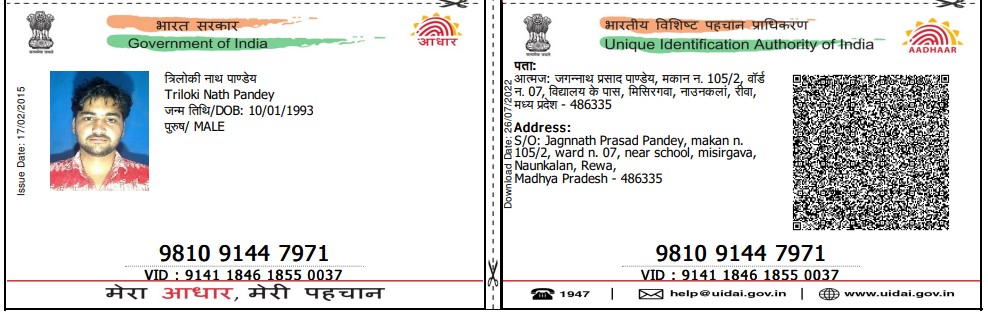 भारत सरकार
Government of India
आधार
Issue Date: 17/02/2015
त्रिलोकी नाथ पाण्डेय
Triloki Nath Pandey
जन्म तिथि/DOB: 10/01/1993
पुरुष/ MALE
9810 9144 7971
VID : 9141 1846 1855 0037
मेरा आधार, मेरी पहचान
भारतीय विशिष्ट पहचान प्राधिकरण
Unique Identification Authority of India
AADHAAR
Download Date: 26/07/2022
पता:
आत्मज: जगन्नाथ प्रसाद पाण्डेय, मकान न. 105/2, वॉर्ड
न. 07, विद्यालय के पास, मिसिरगवा, नाउनकलां, रीवा,
मध्य प्रदेश - 486335
Address:
S/O: Jagnnath Prasad Pandey, makan n.
105/2, ward n. 07, near school, misirgava,
Naunkalan, Rewa,
Madhya Pradesh - 486335
9810 9144 7971
VID : 9141 1846 1855 0037
1947 | help@uidai.gov.in | www.uidai.gov.in